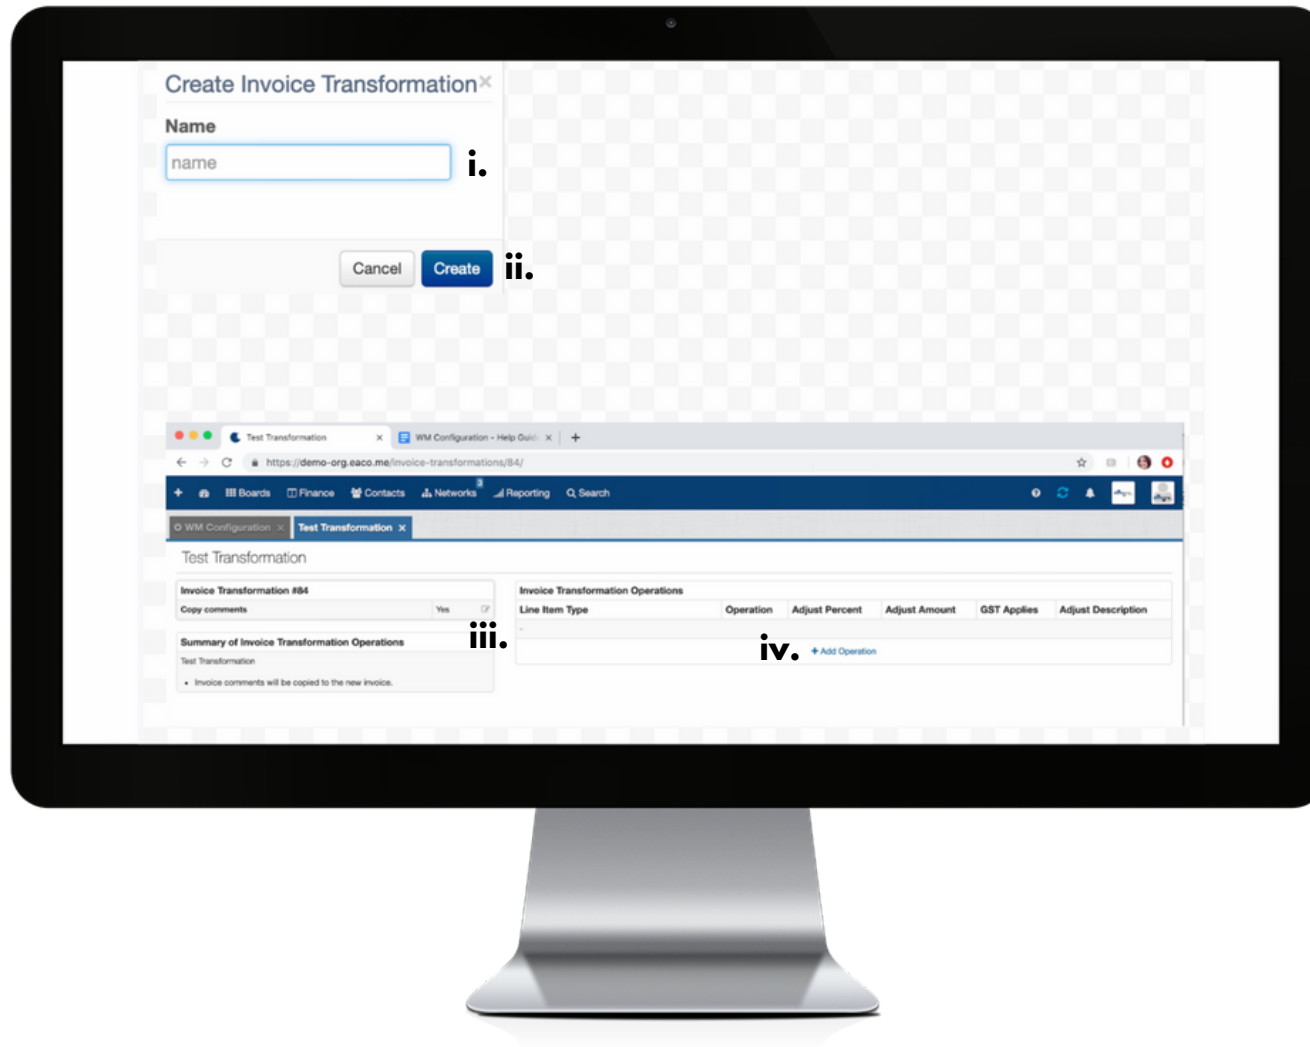 Create Invoice Transformation ×
Name
name
i.
Cancel Create ii.
Test Transformation × WM Configuration - Help Guid × +
https://demo-org.eaco.me/invoice-transformations/84/
+ Boards Finance Contacts Networks 3 Reporting Search
WM Configuration × Test Transformation ×
Test Transformation
Invoice Transformation #84
Copy comments Yes
iii.
Summary of Invoice Transformation Operations
Test Transformation
• Invoice comments will be copied to the new invoice.
Invoice Transformation Operations
Line Item Type Operation Adjust Percent Adjust Amount GST Applies Adjust Description
-
iv. + Add Operation